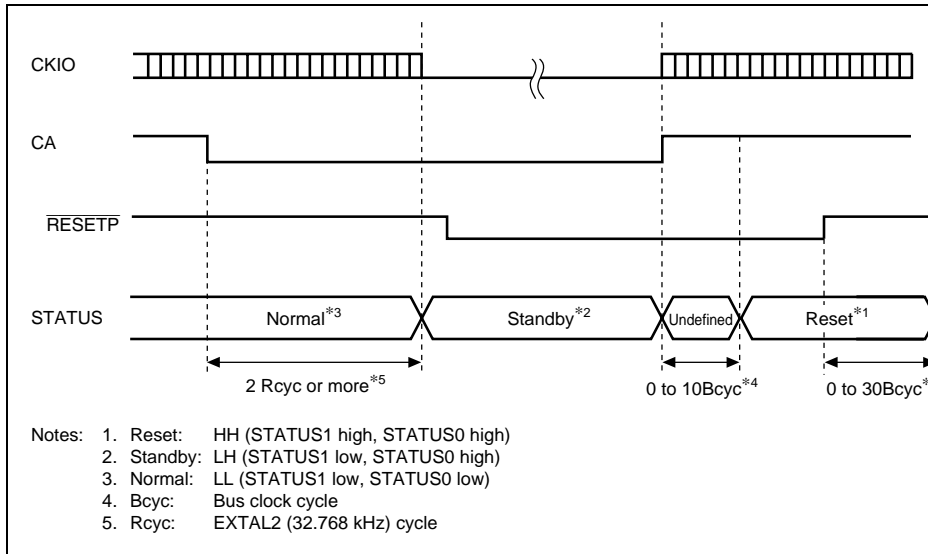 CKIO
CA
RESETP
STATUS
Normal*3 Standby*2 Undefined Reset*1
2 Rcyc or more*5 0 to 10Bcyc*4 0 to 30Bcyc*
Notes: 1. Reset: HH (STATUS1 high, STATUS0 high)
2. Standby: LH (STATUS1 low, STATUS0 high)
3. Normal: LL (STATUS1 low, STATUS0 low)
4. Bcyc: Bus clock cycle
5. Rcyc: EXTAL2 (32.768 kHz) cycle